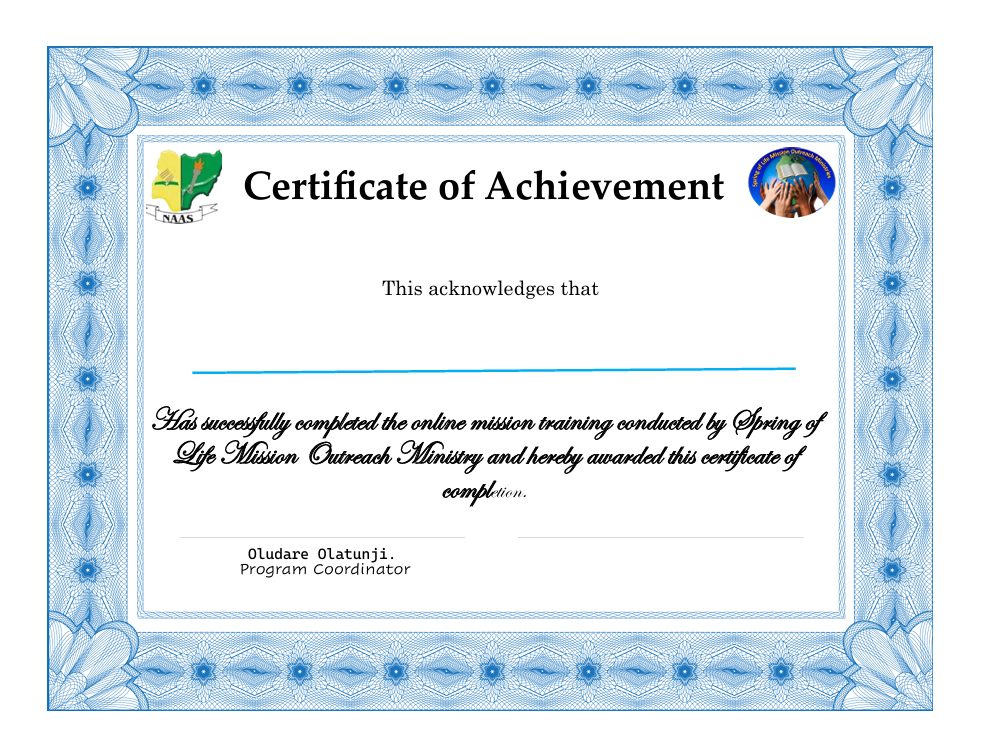 Certificate of Achievement
NAAS
Spring of Life Mission Outreach Ministries
This acknowledges that
Has successfully completed the online mission training conducted by Spring of
Life Mission Outreach Ministry and hereby awarded this certificate of
completion.
Oludare Olatunji.
Program Coordinator